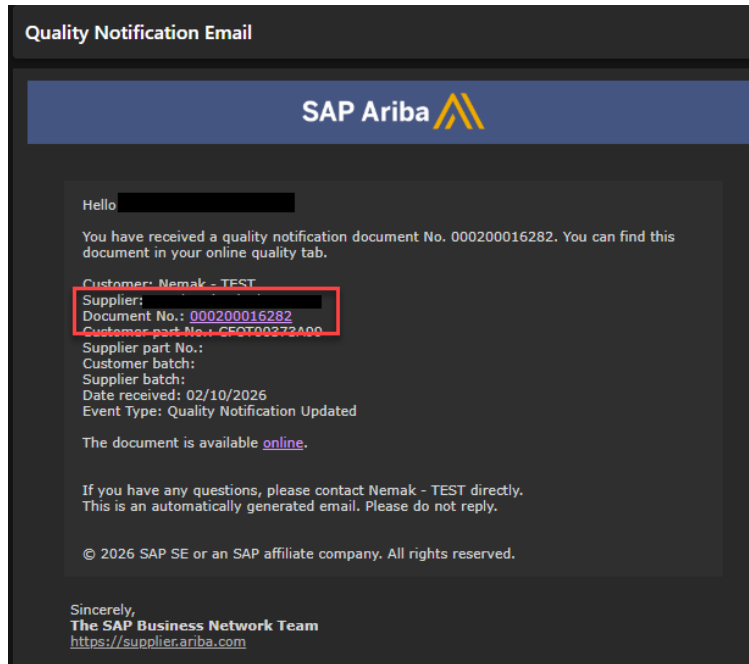 Quality Notification Email
SAP Ariba
Hello
You have received a quality notification document No. 000200016282. You can find this
document in your online quality tab.
Customer: Nemak - TEST
Supplier:
Document No.: 000200016282
Customer part No.: CFOT00373A99
Supplier part No.:
Customer batch:
Supplier batch:
Date received: 02/10/2026
Event Type: Quality Notification Updated
The document is available online.
If you have any questions, please contact Nemak - TEST directly.
This is an automatically generated email. Please do not reply.
© 2026 SAP SE or an SAP affiliate company. All rights reserved.
Sincerely,
The SAP Business Network Team
https://supplier.ariba.com